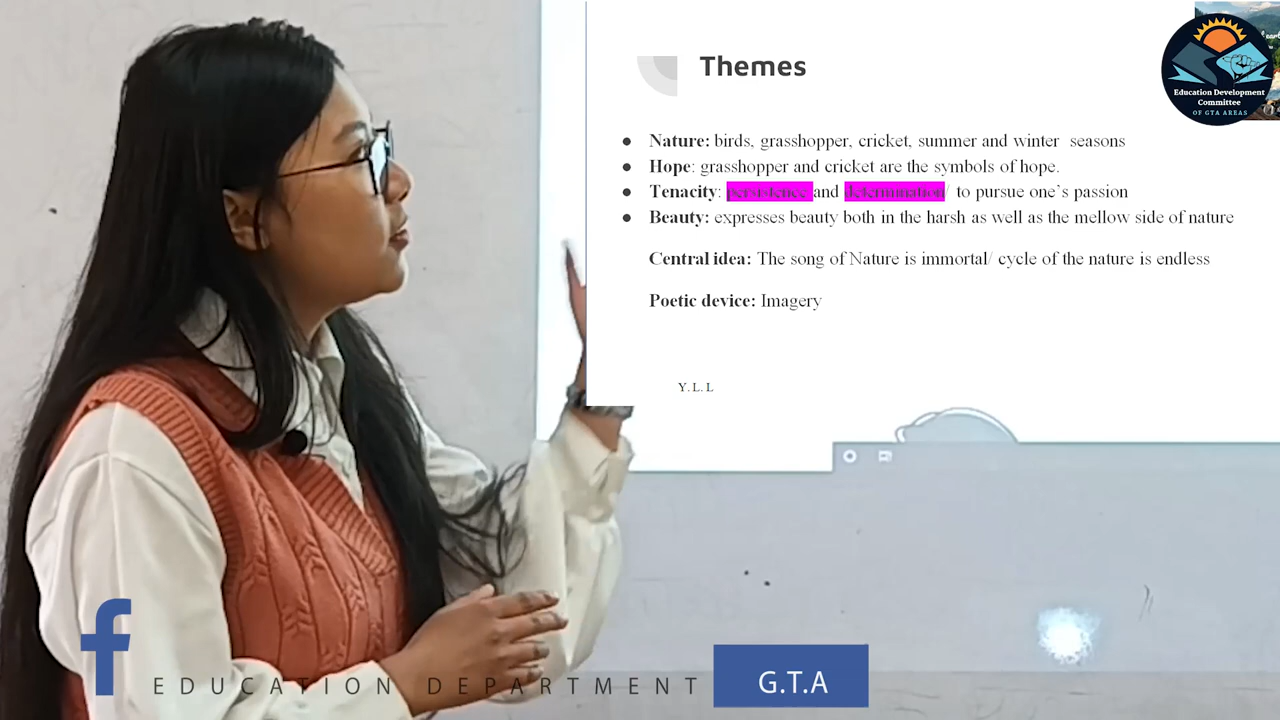 Themes
Education Development
Committee
OF GTA AREAS
● Nature: birds, grasshopper, cricket, summer and winter seasons
● Hope: grasshopper and cricket are the symbols of hope.
● Tenacity: persistence and determination/ to pursue one's passion
● Beauty: expresses beauty both in the harsh as well as the mellow side of nature
Central idea: The song of Nature is immortal/ cycle of the nature is endless
Poetic device: Imagery
Y. L. L
f EDUCATION DEPARTMENT G.T.A